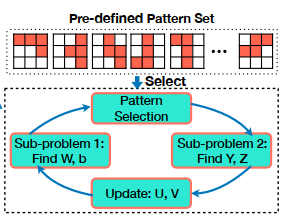 Pre-defined Pattern Set
...
Select
Pattern
Selection
Sub-problem 1:
Find W, b
Sub-problem 2:
Find Y, Z
Update: U, V